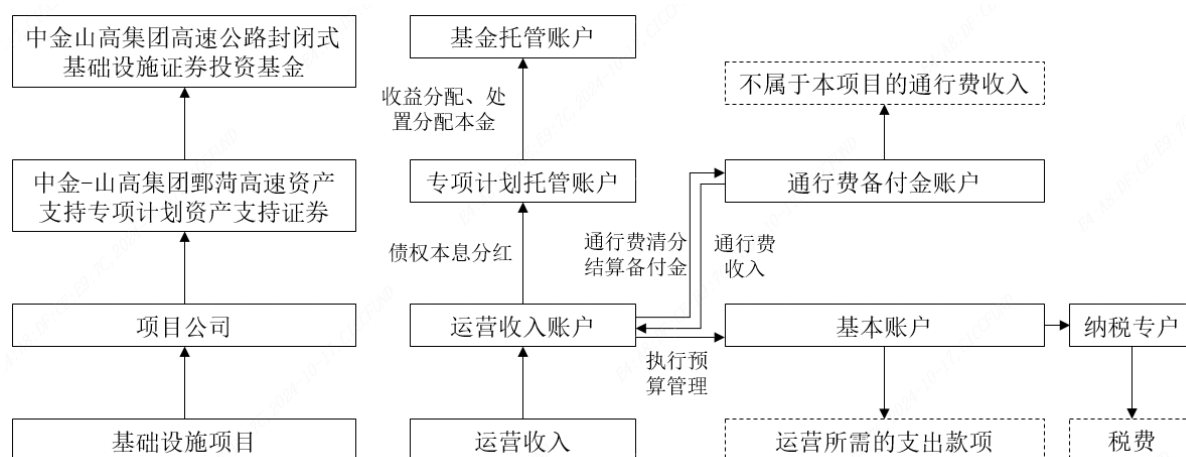 中金山高集团高速公路封闭式
基础设施证券投资基金
中金-山高集团鄄菏高速资产
支持专项计划资产支持证券
项目公司
基础设施项目
基金托管账户
收益分配、处
置分配本金
专项计划托管账户
债权本息分红
运营收入账户
运营收入
不属于本项目的通行费收入
通行费备付金账户
通行费清分
结算备付金
通行费
收入
执行预
算管理
基本账户
纳税专户
运营所需的支出款项
税费